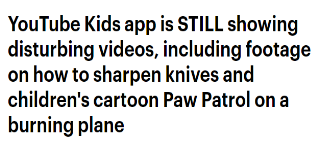 YouTube Kids app is STILL showing
disturbing videos, including footage
on how to sharpen knives and
children's cartoon Paw Patrol on a
burning plane